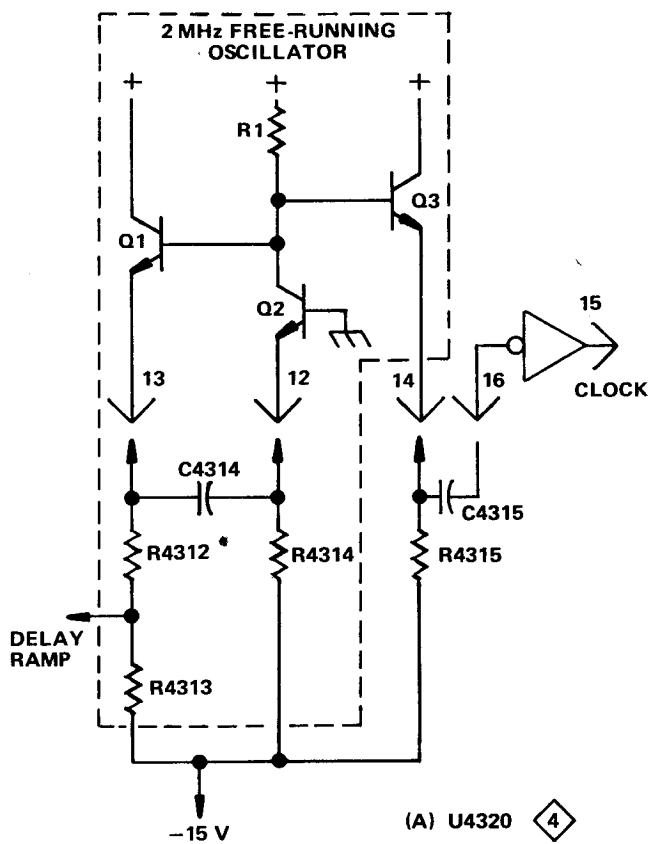 2 MHz FREE-RUNNING
OSCILLATOR
+ + +
R1
Q3
Q1
Q2
15
13 12 14 16
CLOCK
C4314
C4315
R4312 R4314 R4315
DELAY
RAMP
R4313
−15 V
(A) U4320 4